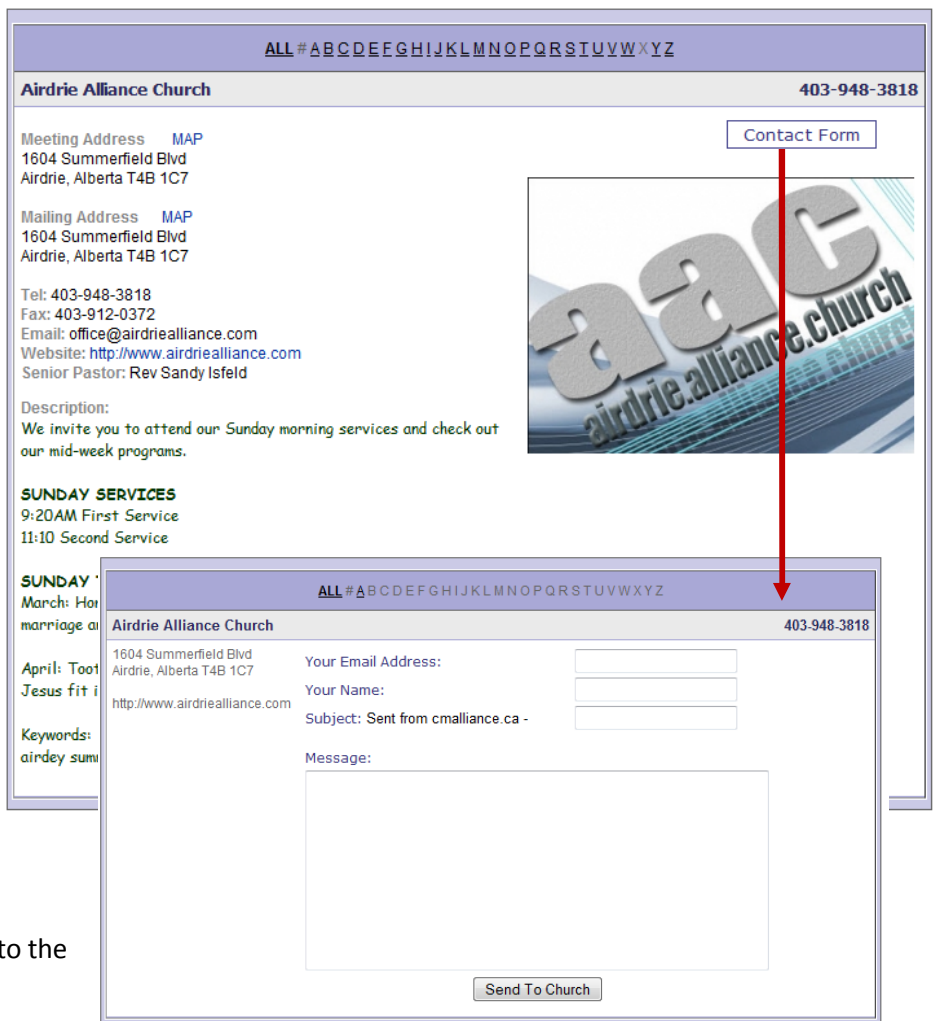 ALL # A B C D E F G H I J K L M N O P Q R S T U V W X Y Z
Airdrie Alliance Church 403-948-3818
Contact Form
Meeting Address MAP
1604 Summerfield Blvd
Airdrie, Alberta T4B 1C7
Mailing Address MAP
1604 Summerfield Blvd
Airdrie, Alberta T4B 1C7
Tel: 403-948-3818
Fax: 403-912-0372
Email: office@airdriealliance.com
Website: http://www.airdriealliance.com
Senior Pastor: Rev Sandy Isfeld
aac
airdrie.alliance.church
Description:
We invite you to attend our Sunday morning services and check out
our mid-week programs.
SUNDAY SERVICES
9:20AM First Service
11:10 Second Service
SUNDAY
March:
marriage
April:
Jesus fit
Keywords:
airdey
ALL # A B C D E F G H I J K L M N O P Q R S T U V W X Y Z
Airdrie Alliance Church 403-948-3818
1604 Summerfield Blvd
Airdrie, Alberta T4B 1C7
http://www.airdriealliance.com
Your Email Address:
Your Name:
Subject: Sent from cmalliance.ca -
Message:
Send To Church
to the